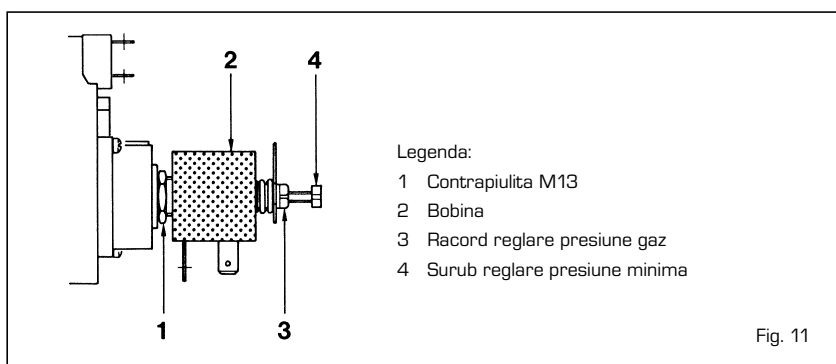 2
4
1
3
Legenda:
1 Contrapiulita M13
2 Bobina
3 Racord reglare presiune gaz
4 Surub reglare presiune minima
Fig. 11